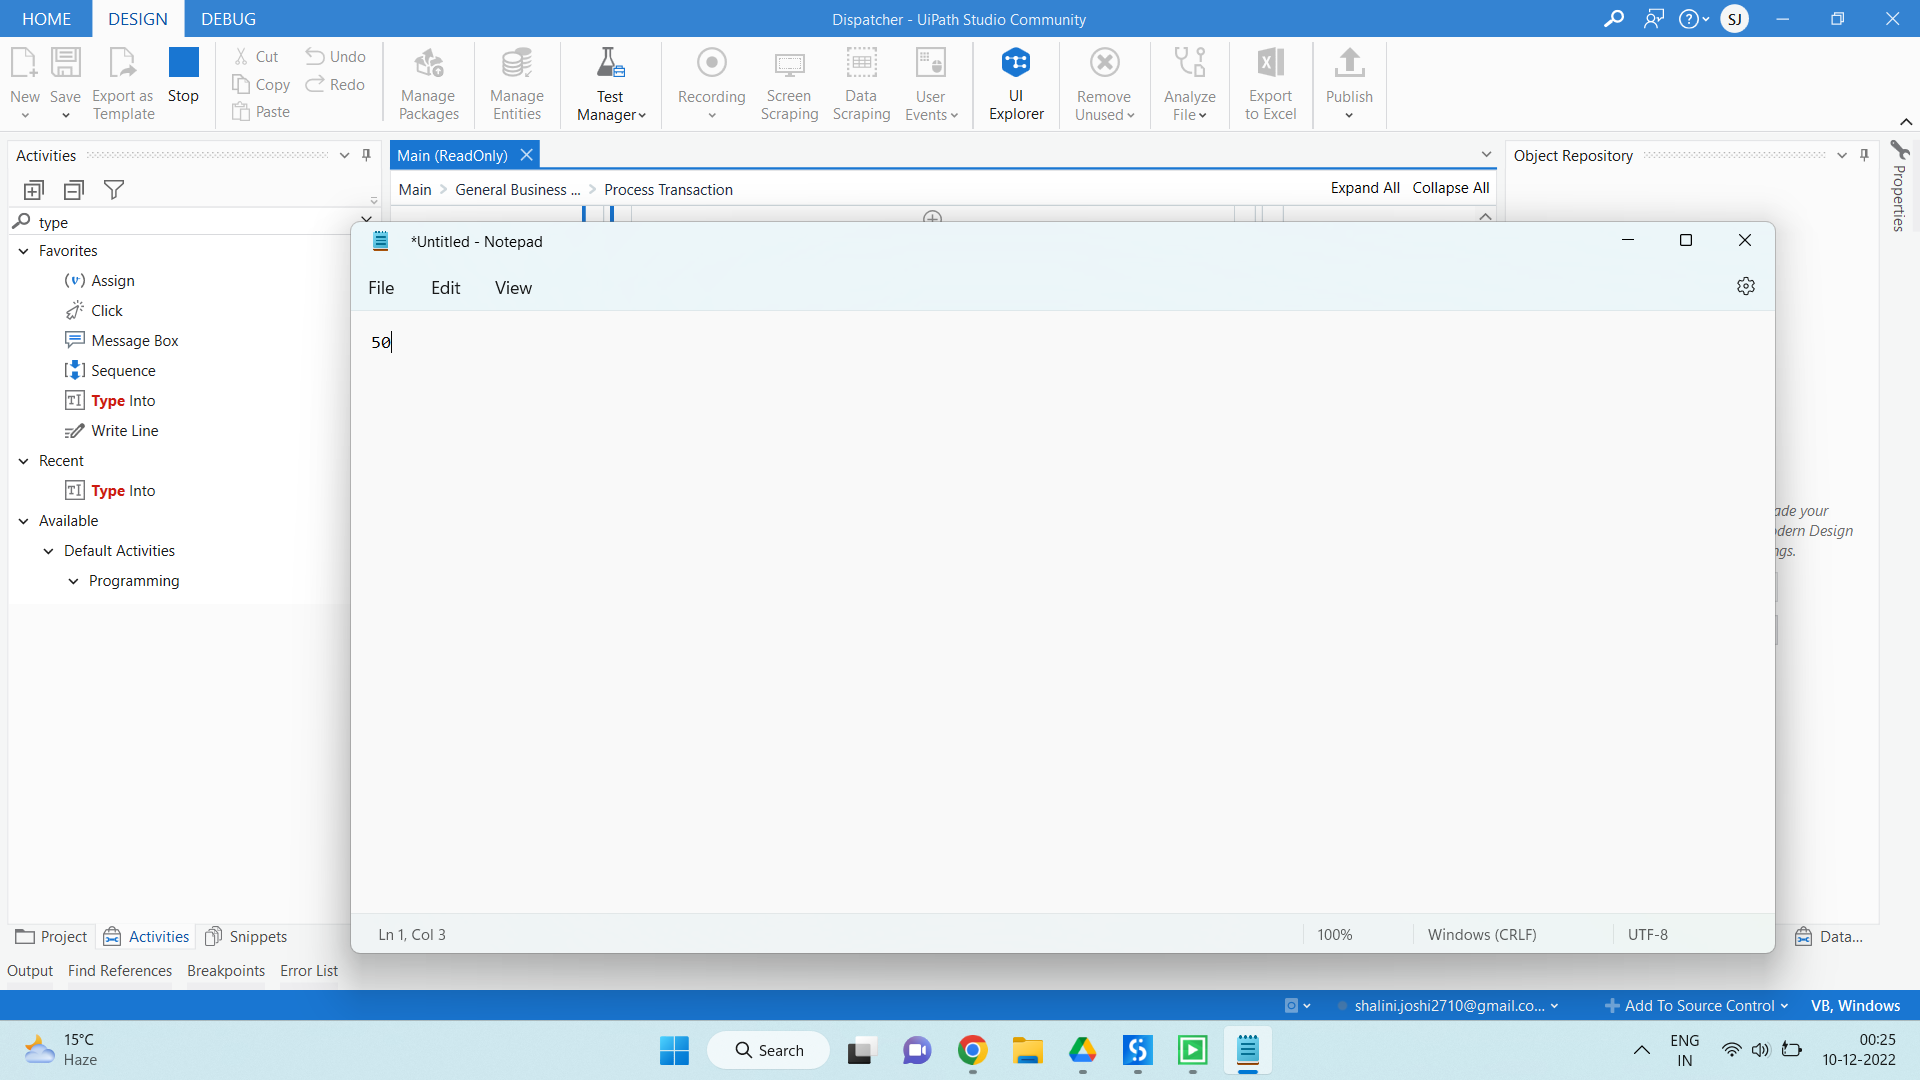 HOME DESIGN DEBUG
Dispatcher - UiPath Studio Community
SJ
New
Save
Export as
Template
Stop
Cut
Copy
Paste
Undo
Redo
Manage
Packages
Manage
Entities
Test
Manager
Recording
Screen
Scraping
Data
Scraping
User
Events
UI
Explorer
Remove
Unused
Analyze
File
Export
to Excel
Publish
Activities
type
Favorites
Assign
Click
Message Box
Sequence
Type Into
Write Line
Recent
Type Into
Available
Default Activities
Programming
Main (ReadOnly)
Main > General Business ... > Process Transaction
Expand All Collapse All
*Untitled - Notepad
File Edit View
50
Ln 1, Col 3
100%
Windows (CRLF)
UTF-8
Object Repository
Properties
ade your
odern Design
ngs.
Project Activities Snippets
Data...
Output Find References Breakpoints Error List
shalini.joshi2710@gmail.co...
Add To Source Control
VB, Windows
15°C
Haze
Search
ENG
IN
00:25
10-12-2022